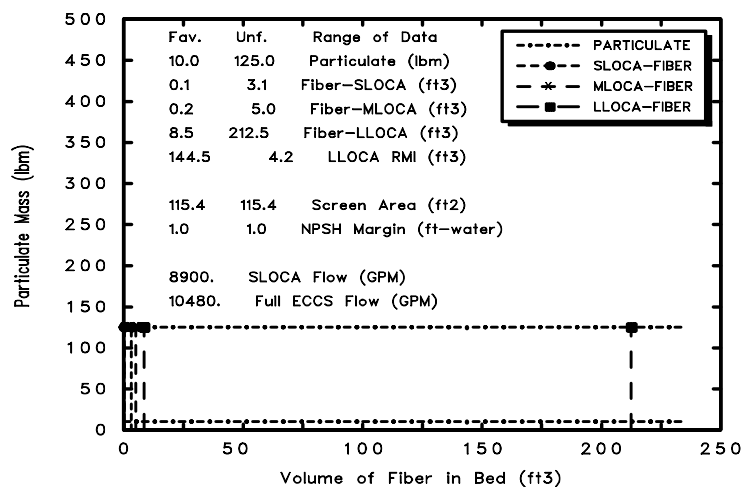 Fav. Unf. Range of Data
10.0 125.0 Particulate (lbm)
0.1 3.1 Fiber-SLOCA (ft3)
0.2 5.0 Fiber-MLOCA (ft3)
8.5 212.5 Fiber-LLOCA (ft3)
144.5 4.2 LLOCA RMI (ft3)
115.4 115.4 Screen Area (ft2)
1.0 1.0 NPSH Margin (ft-water)
8900. SLOCA Flow (GPM)
10480. Full ECCS Flow (GPM)
PARTICULATE
SLOCA-FIBER
MLOCA-FIBER
LLOCA-FIBER
Particulate Mass (lbm)
500
450
400
350
300
250
200
150
100
50
0
0 50 100 150 200 250
Volume of Fiber in Bed (ft3)